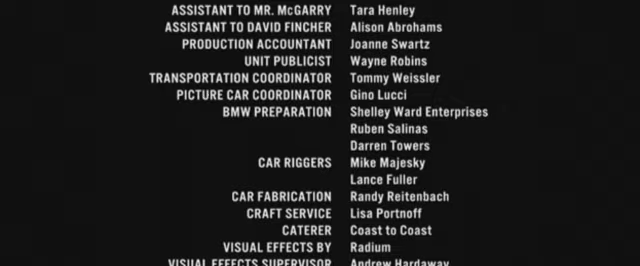 ASSISTANT TO MR. McGARRY Tara Henley
ASSISTANT TO DAVID FINCHER Alison Abrohams
PRODUCTION ACCOUNTANT Joanne Swartz
UNIT PUBLICIST Wayne Robins
TRANSPORTATION COORDINATOR Tommy Weissler
PICTURE CAR COORDINATOR Gino Lucci
BMW PREPARATION Shelley Ward Enterprises
Ruben Salinas
Darren Towers
CAR RIGGERS Mike Majesky
Lance Fuller
CAR FABRICATION Randy Reitenbach
CRAFT SERVICE Lisa Portnoff
CATERER Coast to Coast
VISUAL EFFECTS BY Radium
VISUAL EFFECTS SUPERVISOR Andrew Hardaway